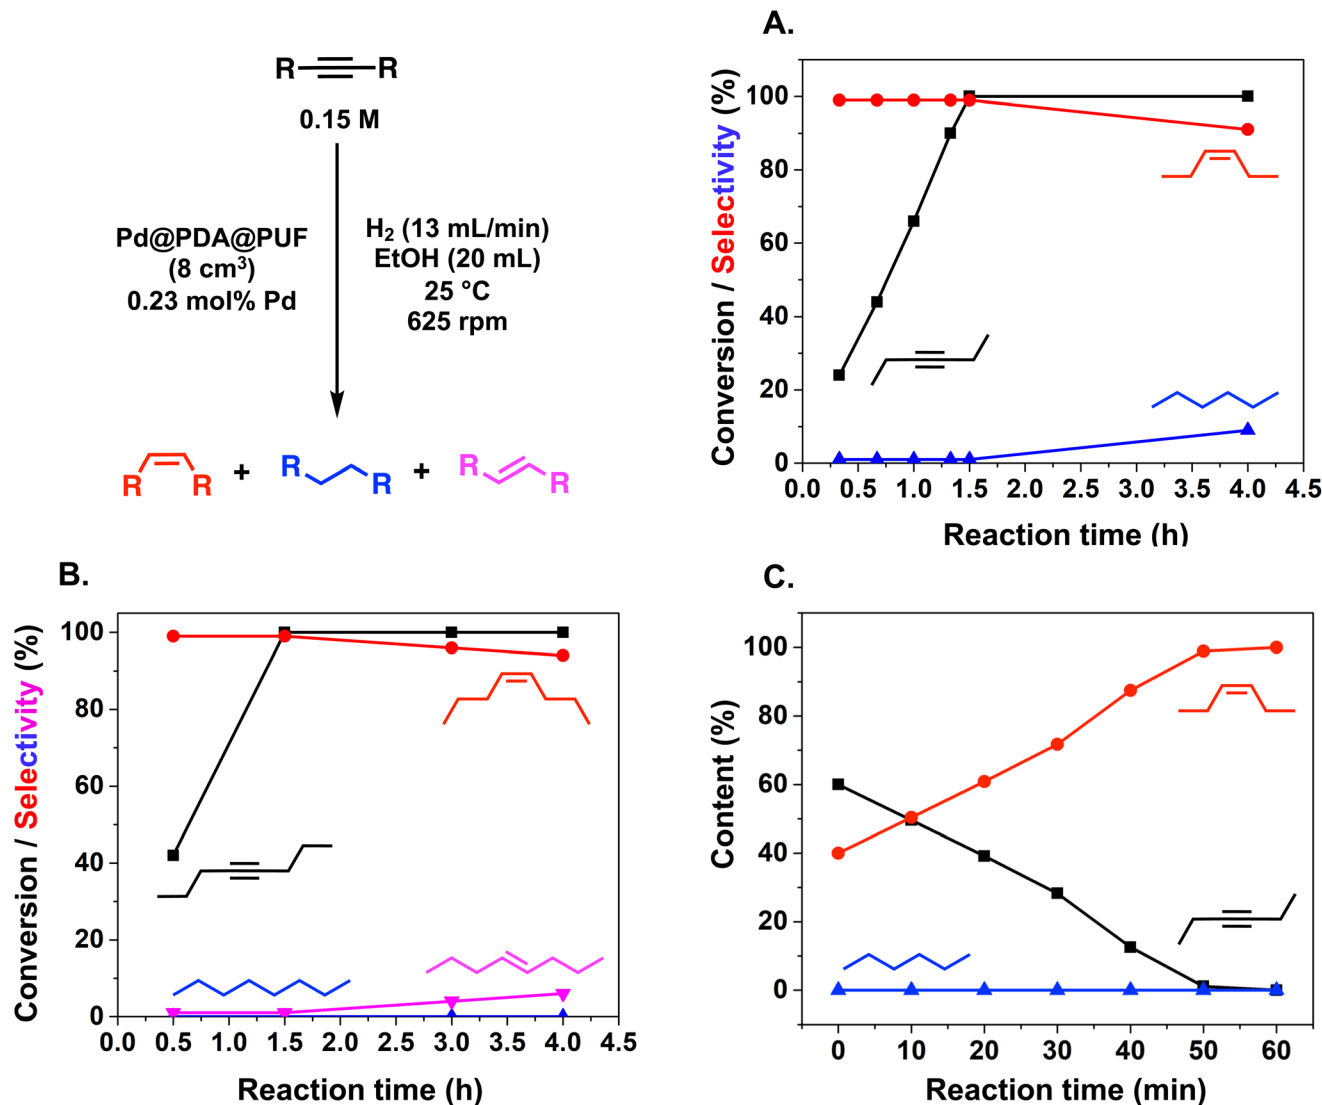 A.
R R
0.15 M
Pd@PDA@PUF
(8 cm³)
0.23 mol% Pd
H₂ (13 mL/min)
EtOH (20 mL)
25 °C
625 rpm
R R + R R + R R
Conversion / Selectivity (%)
100
80
60
40
20
0
0.0 0.5 1.0 1.5 2.0 2.5 3.0 3.5 4.0 4.5
Reaction time (h)
B.
Conversion / Selectivity (%)
100
80
60
40
20
0
0.0 0.5 1.0 1.5 2.0 2.5 3.0 3.5 4.0 4.5
Reaction time (h)
C.
Content (%)
100
80
60
40
20
0
0 10 20 30 40 50 60
Reaction time (min)